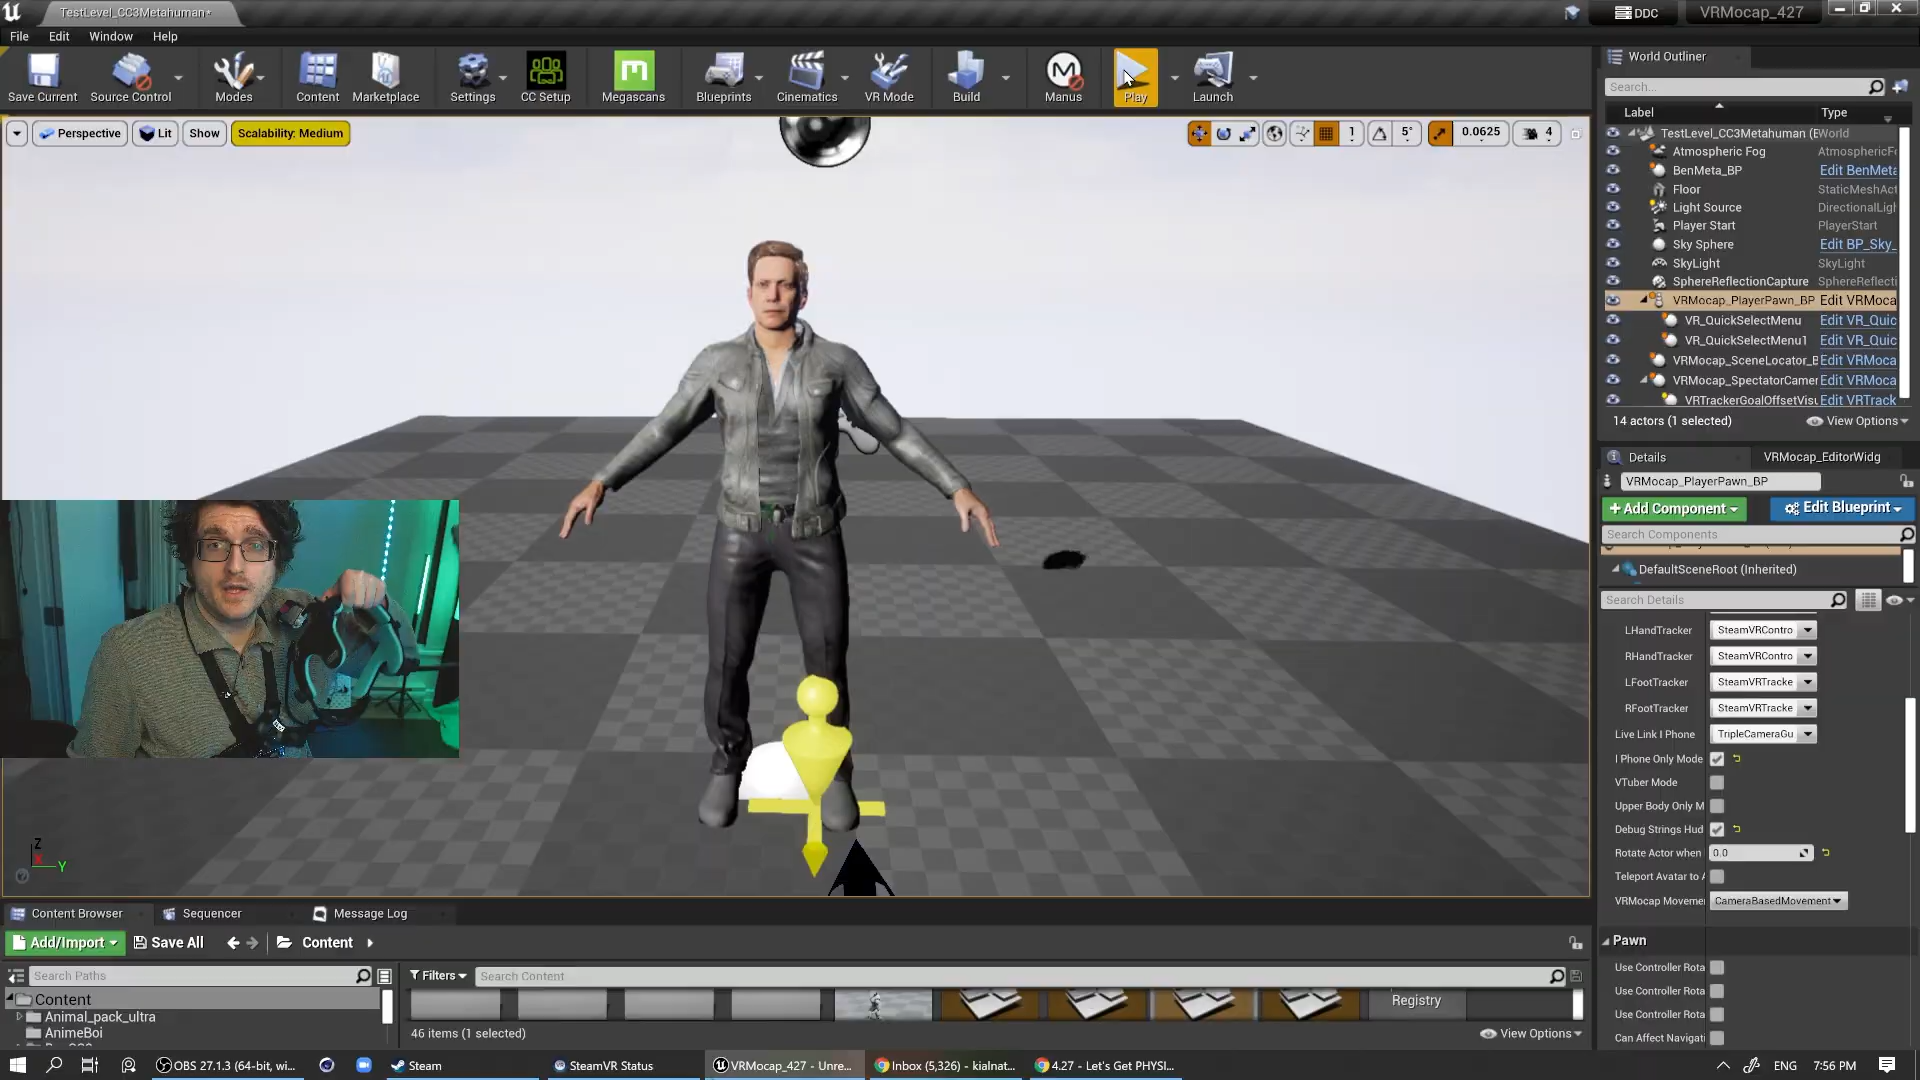 TestLevel_CC3Metahuman*
DDC
VRMocap_427
File
Edit
Window
Help
Save Current
Source Control
Modes
Content
Marketplace
Settings
CC Setup
Megascans
Blueprints
Cinematics
VR Mode
Build
Manus
Play
Launch
Perspective
Lit
Show
Scalability: Medium
1
5°
0.0625
4
World Outliner
Search...
Label
Type
TestLevel_CC3Metahuman (E
World
Atmospheric Fog
AtmosphericFo
BenMeta_BP
Edit BenMeta
Floor
StaticMeshAct
Light Source
DirectionalLigh
Player Start
PlayerStart
Sky Sphere
Edit BP_Sky_
SkyLight
SkyLight
SphereReflectionCapture
SphereReflecti
VRMocap_PlayerPawn_BP
Edit VRMoca
VR_QuickSelectMenu
Edit VR_Quic
VR_QuickSelectMenu1
Edit VR_Quic
VRMocap_SceneLocator_B
Edit VRMoca
VRMocap_SpectatorCamer
Edit VRMoca
VRTrackerGoalOffsetVisu
Edit VRTrack
14 actors (1 selected)
View Options
Details
VRMocap_EditorWidg
VRMocap_PlayerPawn_BP
+ Add Component
Edit Blueprint
Search Components
DefaultSceneRoot (Inherited)
Search Details
LHandTracker
SteamVRContro
RHandTracker
SteamVRContro
LFootTracker
SteamVRTracke
RFootTracker
SteamVRTracke
Live Link I Phone
TripleCameraGu
I Phone Only Mode
VTuber Mode
Upper Body Only M
Debug Strings Hud
Rotate Actor when
0.0
Teleport Avatar to A
VRMocap Movemen
CameraBasedMovement
Pawn
Use Controller Rota
Use Controller Rota
Use Controller Rota
Can Affect Navigati
Z
X
Y
Content Browser
Sequencer
Message Log
Add/Import
Save All
Content
Search Paths
Filters
Search Content
Content
Animal_pack_ultra
AnimeBoi
Registry
46 items (1 selected)
View Options
OBS 27.1.3 (64-bit, wi...
Steam
SteamVR Status
VRMocap_427 - Unre...
Inbox (5,326) - kialnat...
4.27 - Let's Get PHYSI...
ENG
7:56 PM